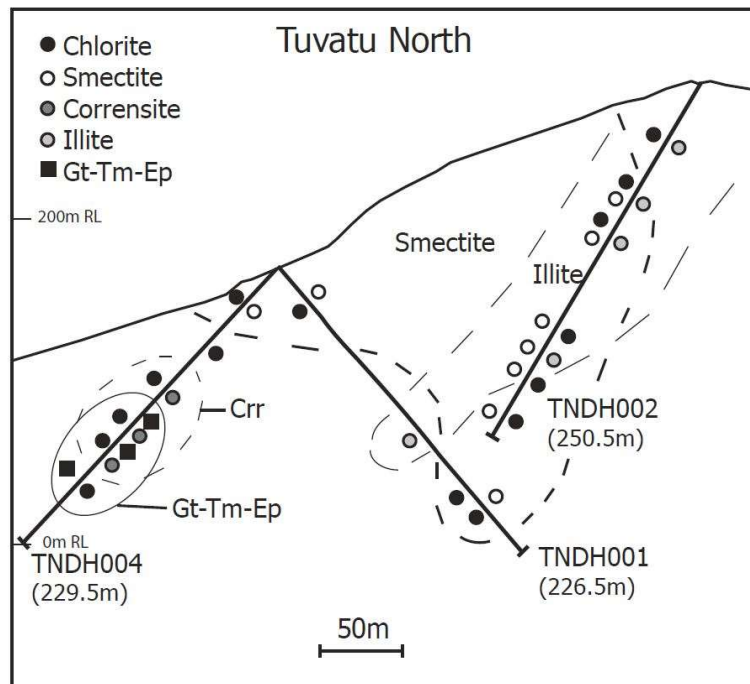 Tuvatu North
Chlorite
Smectite
Corrensite
Illite
Gt-Tm-Ep
200m RL
Smectite
Illite
Crr
TNDH002
(250.5m)
Gt-Tm-Ep
0m RL
TNDH004
(229.5m)
TNDH001
(226.5m)
50m